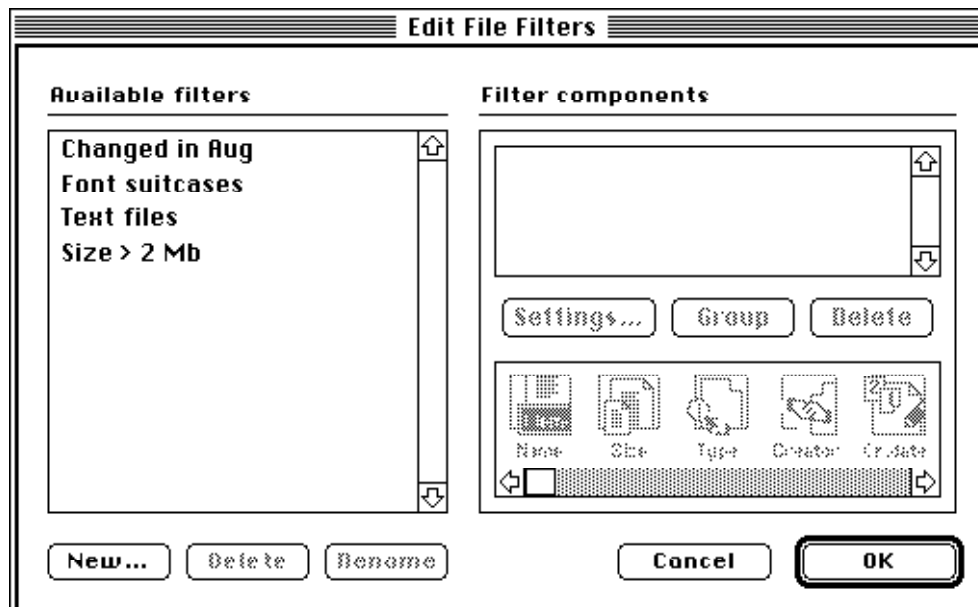 Edit File Filters
Available filters
Changed in Aug
Font suitcases
Text files
Size > 2 Mb
New...
Delete
Rename
Filter components
Settings...
Group
Delete
Name
Size
Type
Creator
Cr.date
Cancel
OK